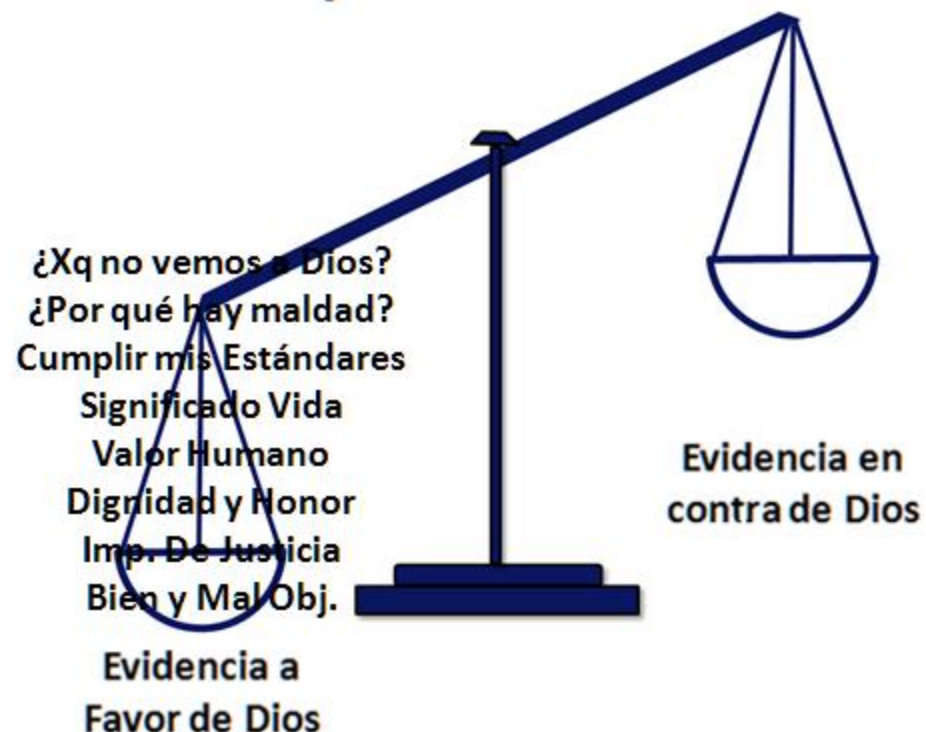 ¿Xq no vemos a Dios?
¿Por qué hay maldad?
Cumplir mis Estándares
Significado Vida
Valor Humano
Dignidad y Honor
Imp. De Justicia
Bien y Mal Obj.
Evidencia a
Favor de Dios
Evidencia en
contra de Dios